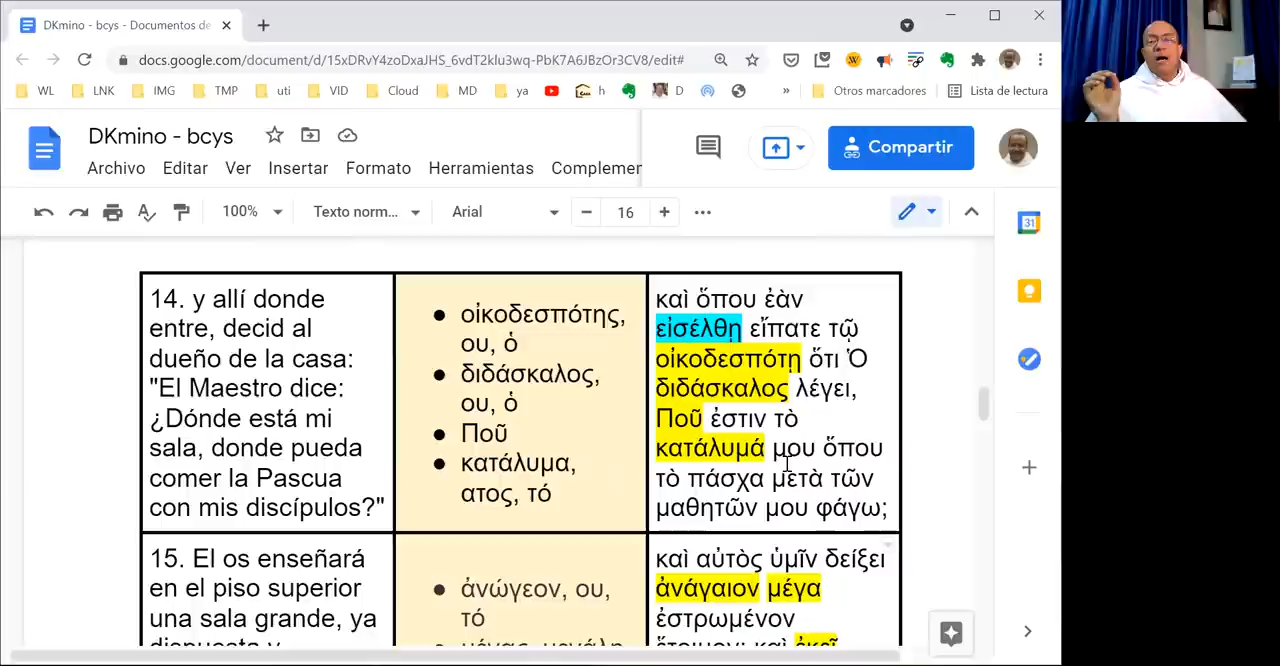 DKmino - bcys - Documentos de
docs.google.com/document/d/15xDRvY4zoDxaJHS_6vdT2klu3wq-PbK7A6JBzOr3CV8/edit#
WL LNK IMG TMP uti VID Cloud MD ya h D » Otros marcadores Lista de lectura
DKmino - bcys
Compartir
Archivo Editar Ver Insertar Formato Herramientas Complemen
100% Texto norm... Arial 16
31
14. y allí donde
entre, decid al
dueño de la casa:
"El Maestro dice:
¿Dónde está mi
sala, donde pueda
comer la Pascua
con mis discípulos?"
● οἰκοδεσπότης,
ου, ὁ
● διδάσκαλος,
ου, ὁ
● Ποῦ
● κατάλυμα,
ατος, τό
καὶ ὅπου ἐὰν
εἰσέλθῃ εἴπατε τῷ
οἰκοδεσπότῃ ὅτι Ὁ
διδάσκαλος λέγει,
Ποῦ ἐστιν τὸ
κατάλυμά μου ὅπου
τὸ πάσχα μετὰ τῶν
μαθητῶν μου φάγω;
15. El os enseñará
en el piso superior
una sala grande, ya
● ἀνώγεον, ου,
τό
καὶ αὐτὸς ὑμῖν δείξει
ἀνάγαιον μέγα
ἐστρωμένον